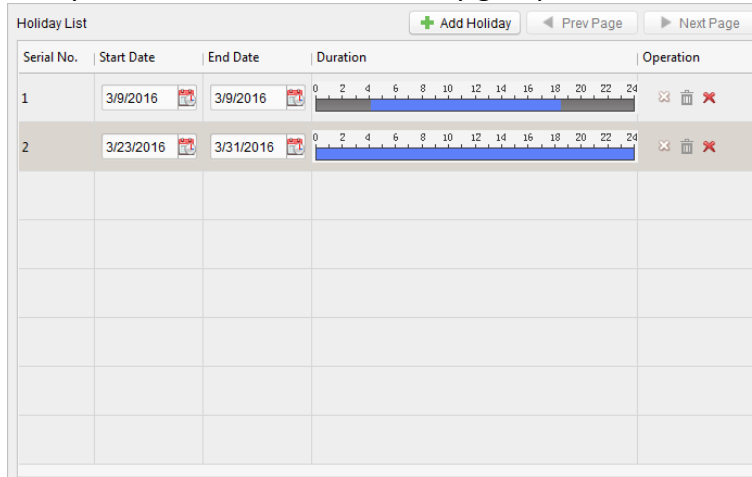 Holiday List Add Holiday Prev Page Next Page
Serial No. Start Date End Date Duration Operation
0 2 4 6 8 10 12 14 16 18 20 22 24
1 3/9/2016 3/9/2016
0 2 4 6 8 10 12 14 16 18 20 22 24
2 3/23/2016 3/31/2016